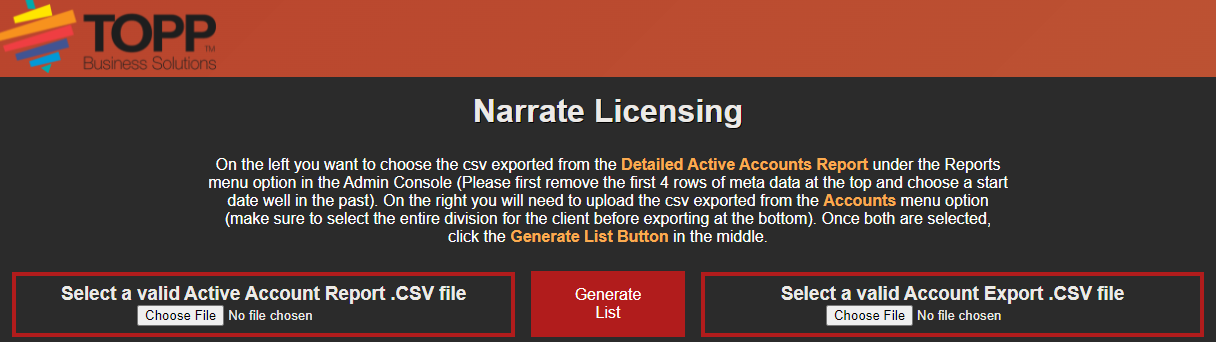 TOPP™
Business Solutions
Narrate Licensing
On the left you want to choose the csv exported from the Detailed Active Accounts Report under the Reports
menu option in the Admin Console (Please first remove the first 4 rows of meta data at the top and choose a start
date well in the past). On the right you will need to upload the csv exported from the Accounts menu option
(make sure to select the entire division for the client before exporting at the bottom). Once both are selected,
click the Generate List Button in the middle.
Select a valid Active Account Report .CSV file
Choose File No file chosen
Generate
List
Select a valid Account Export .CSV file
Choose File No file chosen